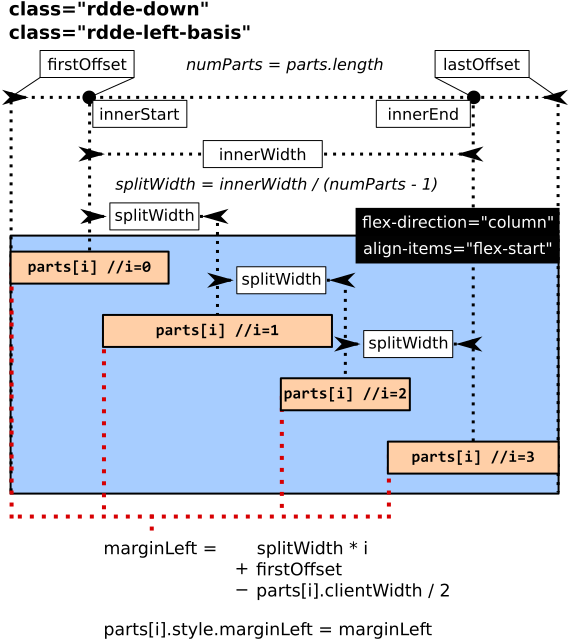 class="rdde-down"
class="rdde-left-basis"
firstOffset
numParts = parts.length
lastOffset
innerStart
innerEnd
innerWidth
splitWidth = innerWidth / (numParts - 1)
splitWidth
flex-direction="column"
align-items="flex-start"
parts[i] //i=0
splitWidth
parts[i] //i=1
splitWidth
parts[i] //i=2
parts[i] //i=3
marginLeft = splitWidth * i
+ firstOffset
− parts[i].clientWidth / 2
parts[i].style.marginLeft = marginLeft